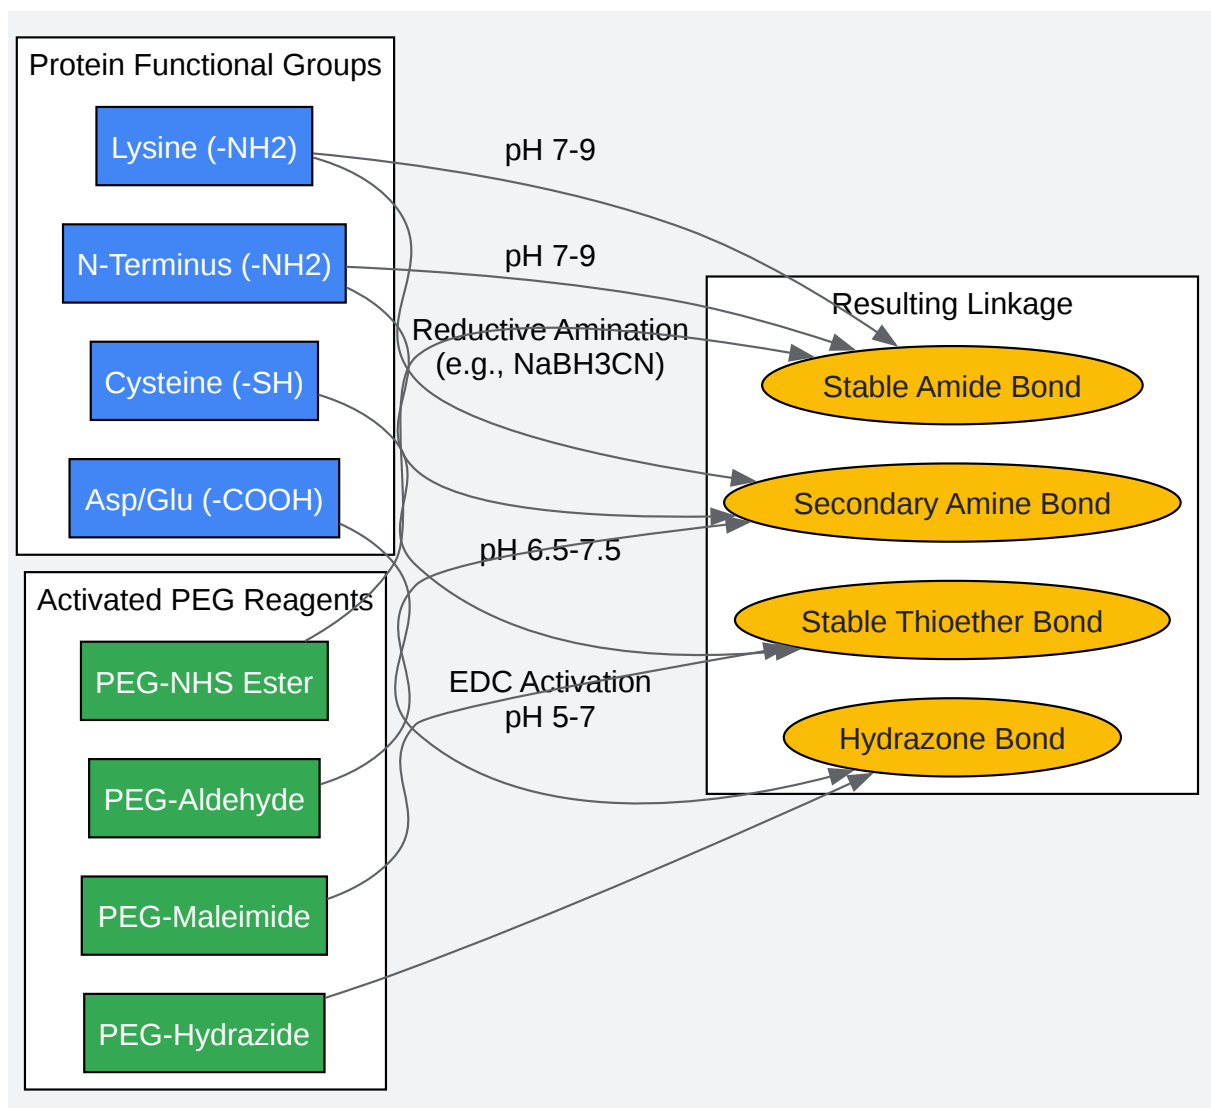 Protein Functional Groups
Lysine (-NH2)
N-Terminus (-NH2)
Cysteine (-SH)
Asp/Glu (-COOH)
Activated PEG Reagents
PEG-NHS Ester
PEG-Aldehyde
PEG-Maleimide
PEG-Hydrazide
pH 7-9
pH 7-9
Reductive Amination
(e.g., NaBH3CN)
pH 6.5-7.5
EDC Activation
pH 5-7
Resulting Linkage
Stable Amide Bond
Secondary Amine Bond
Stable Thioether Bond
Hydrazone Bond